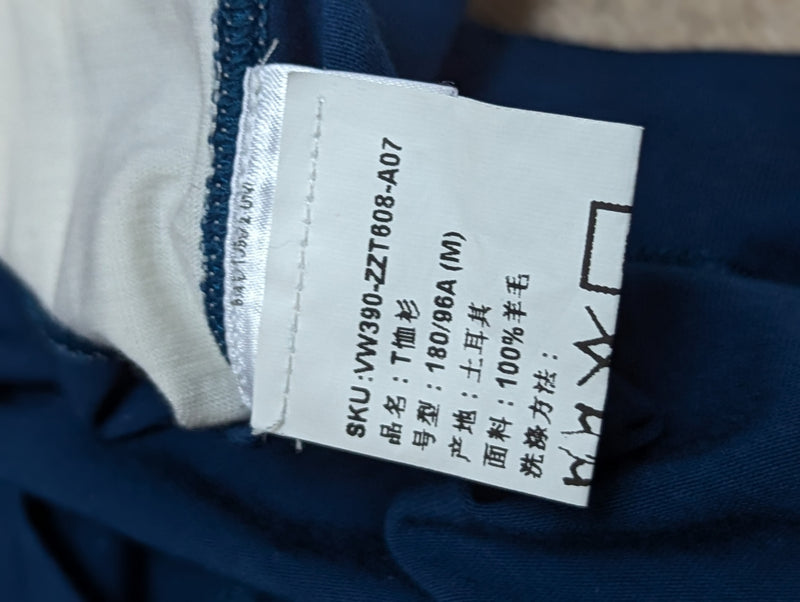 SKU:VW390-ZZT608-A07
品名：T恤衫
号型：180/96A(M)
产地：土耳其
面料：100%羊毛
洗涤方法：